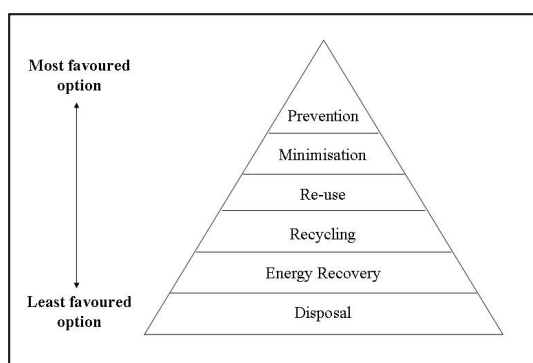 Most favoured
option
Prevention
Minimisation
Re-use
Recycling
Energy Recovery
Disposal
Least favoured
option